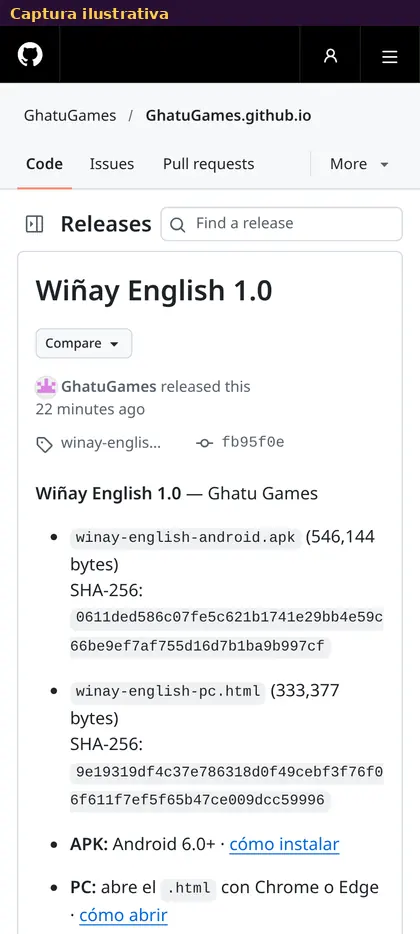 Captura ilustrativa
GhatuGames / GhatuGames.github.io
Code Issues Pull requests More
Releases Find a release
Wiñay English 1.0
Compare
GhatuGames released this
22 minutes ago
winay-englis... fb95f0e
Wiñay English 1.0 — Ghatu Games
winay-english-android.apk (546,144
bytes)
SHA-256:
0611ded586c07fe5c621b1741e29bb4e59c
66be9ef7af755d16d7b1ba9b997cf
winay-english-pc.html (333,377
bytes)
SHA-256:
9e19319df4c37e786318d0f49cebf3f76f0
6f611f7ef5f65b47ce009dcc59996
APK: Android 6.0+ · cómo instalar
PC: abre el .html con Chrome o Edge
· cómo abrir